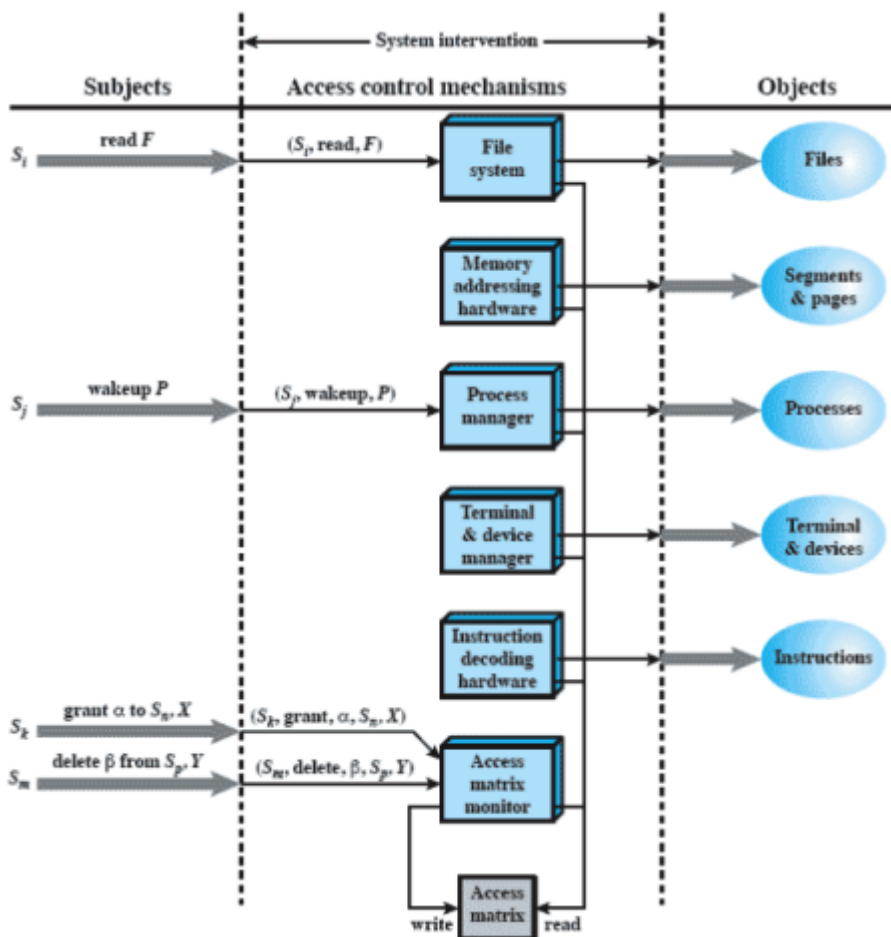 System intervention
Subjects
Access control mechanisms
Objects
S_i
read F
(S_i, read, F)
File
system
Files
Memory
addressing
hardware
Segments
& pages
S_j
wakeup P
(S_j, wakeup, P)
Process
manager
Processes
Terminal
& device
manager
Terminal
& devices
Instruction
decoding
hardware
Instructions
S_k
grant α to S_n, X
(S_k, grant, α, S_n, X)
S_m
delete β from S_p, Y
(S_m, delete, β, S_p, Y)
Access
matrix
monitor
write
Access
matrix
read